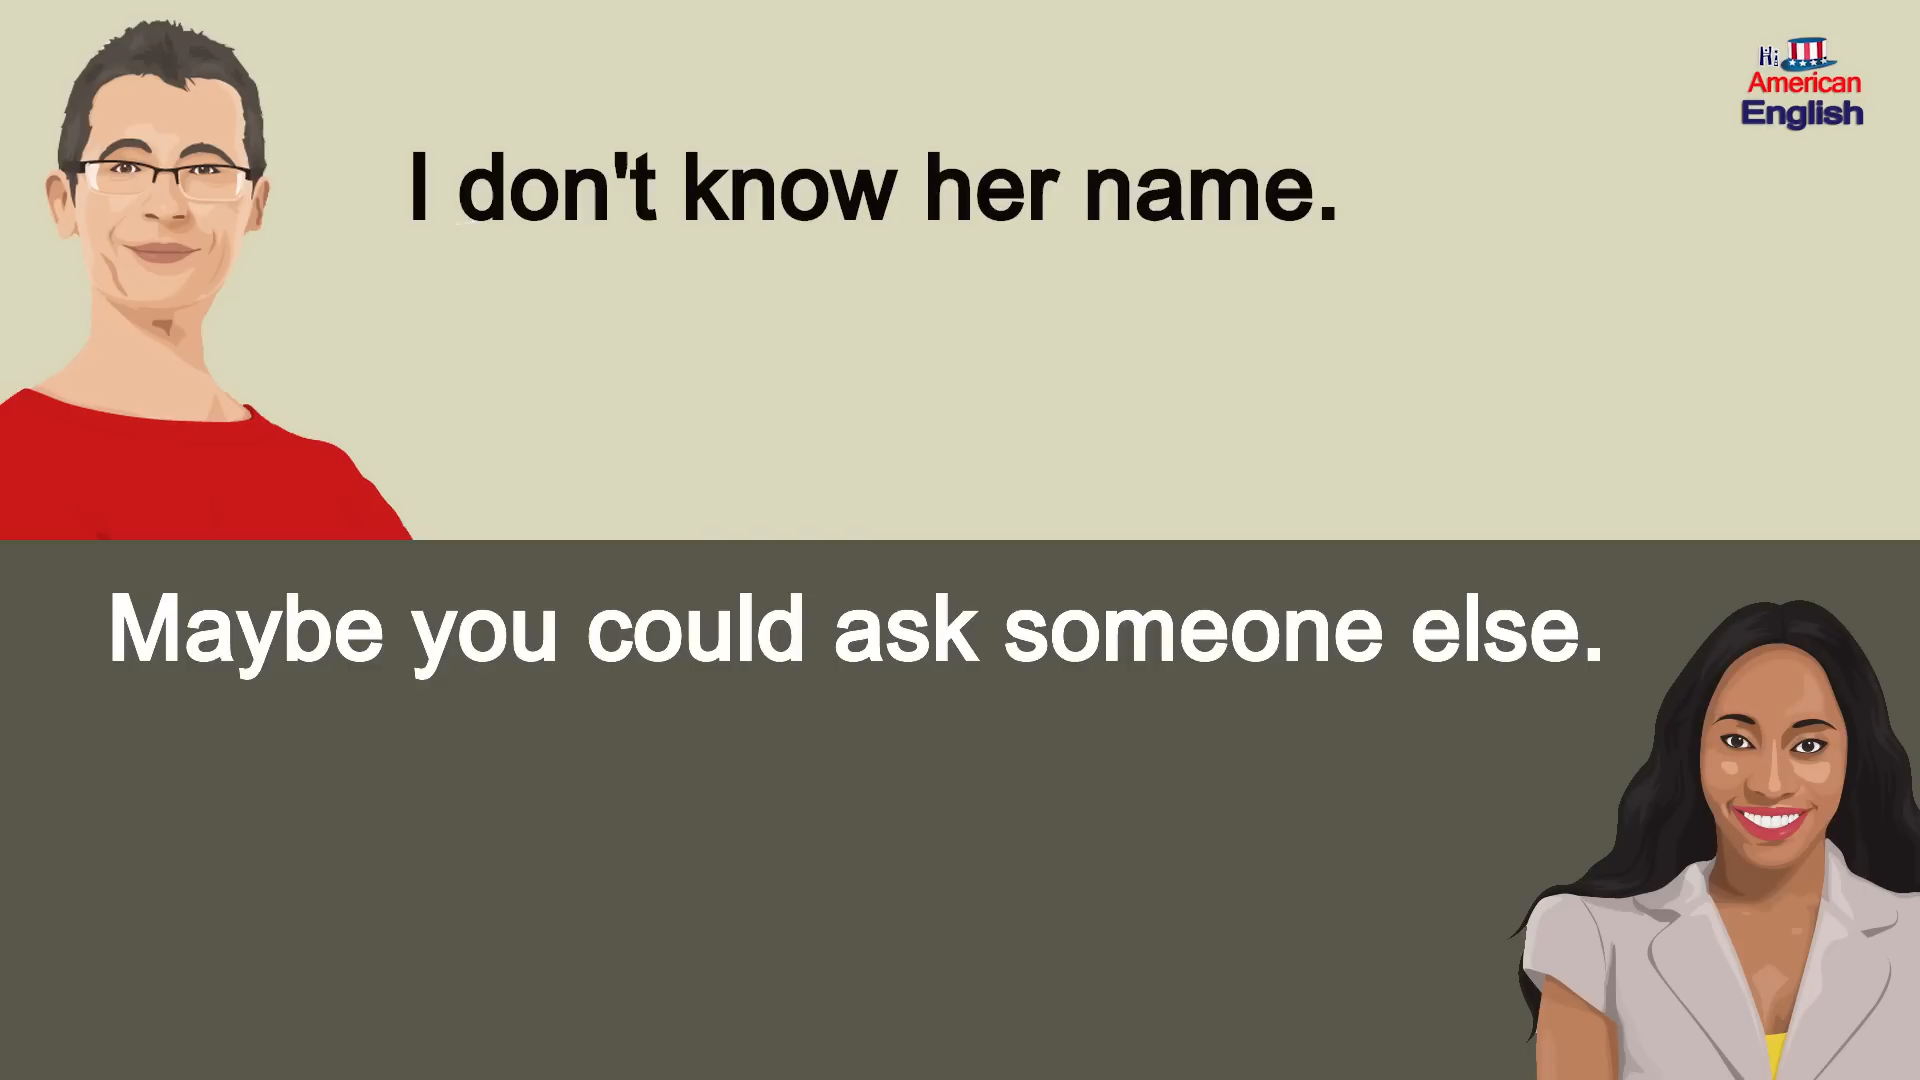 Hi
American
English
I don't know her name.
Maybe you could ask someone else.